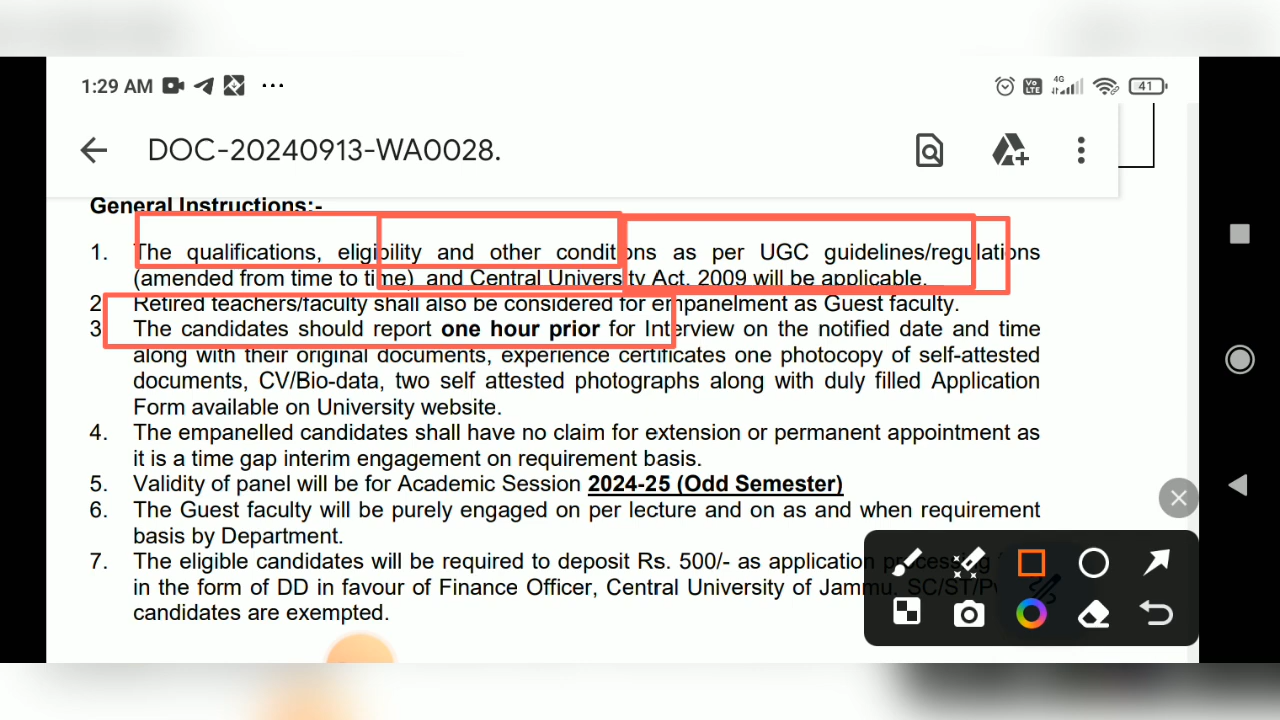 1:29 AM
4G
Vo
LTE
41
DOC-20240913-WA0028.
General Instructions:-
1. The qualifications, eligibility and other conditions as per UGC guidelines/regulations
(amended from time to time) and Central University Act, 2009 will be applicable.
2 Retired teachers/faculty shall also be considered for empanelment as Guest faculty.
3 The candidates should report one hour prior for Interview on the notified date and time
along with their original documents, experience certificates one photocopy of self-attested
documents, CV/Bio-data, two self attested photographs along with duly filled Application
Form available on University website.
4. The empanelled candidates shall have no claim for extension or permanent appointment as
it is a time gap interim engagement on requirement basis.
5. Validity of panel will be for Academic Session 2024-25 (Odd Semester)
6. The Guest faculty will be purely engaged on per lecture and on as and when requirement
basis by Department.
7. The eligible candidates will be required to deposit Rs. 500/- as application processing
in the form of DD in favour of Finance Officer, Central University of Jammu. SC/ST/
candidates are exempted.